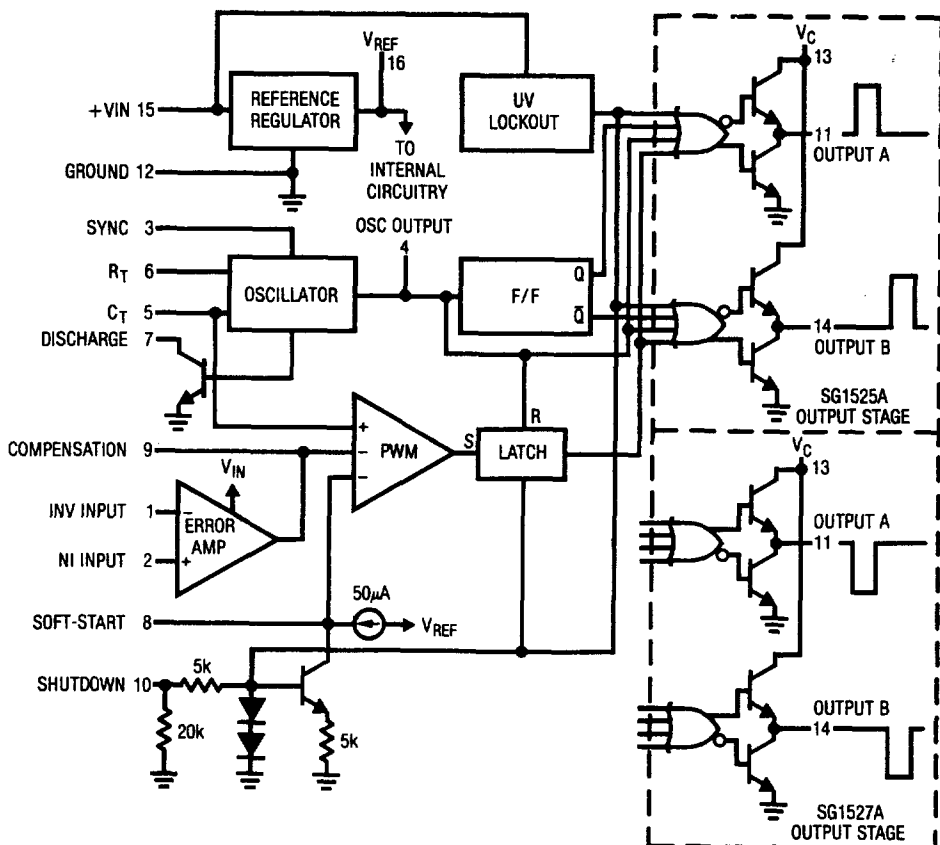 +VIN 15
REFERENCE
REGULATOR
VREF
16
TO
INTERNAL
CIRCUITRY
UV
LOCKOUT
GROUND 12
SYNC 3
RT 6
CT 5
DISCHARGE 7
OSCILLATOR
OSC OUTPUT
4
F/F
Q
Q̅
VC
13
11
OUTPUT A
14
OUTPUT B
SG1525A
OUTPUT STAGE
COMPENSATION 9
VIN
INV INPUT 1
NI INPUT 2
−
ERROR
AMP
+
+
−
−
PWM
S
R
LATCH
SOFT-START 8
50μA
VREF
SHUTDOWN 10
5k
20k
5k
VC
13
OUTPUT A
11
OUTPUT B
14
SG1527A
OUTPUT STAGE